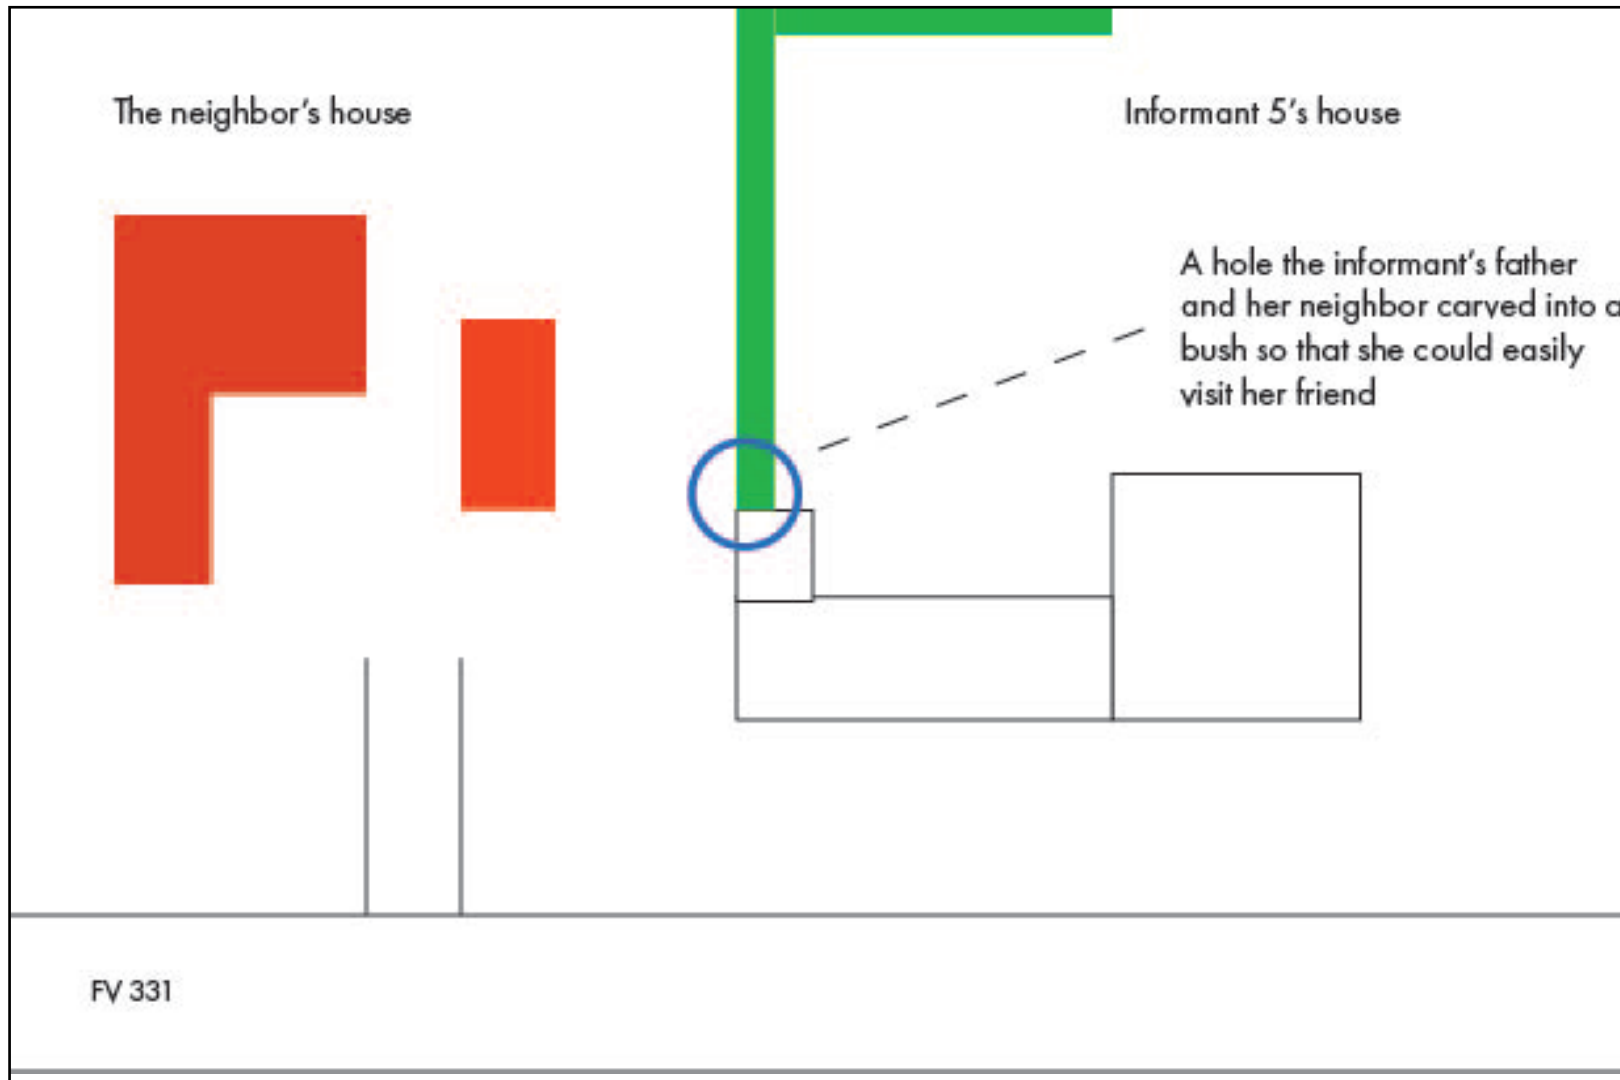 The neighbor's house
Informant 5's house
A hole the informant's father
and her neighbor carved into a
bush so that she could easily
visit her friend
FV 331